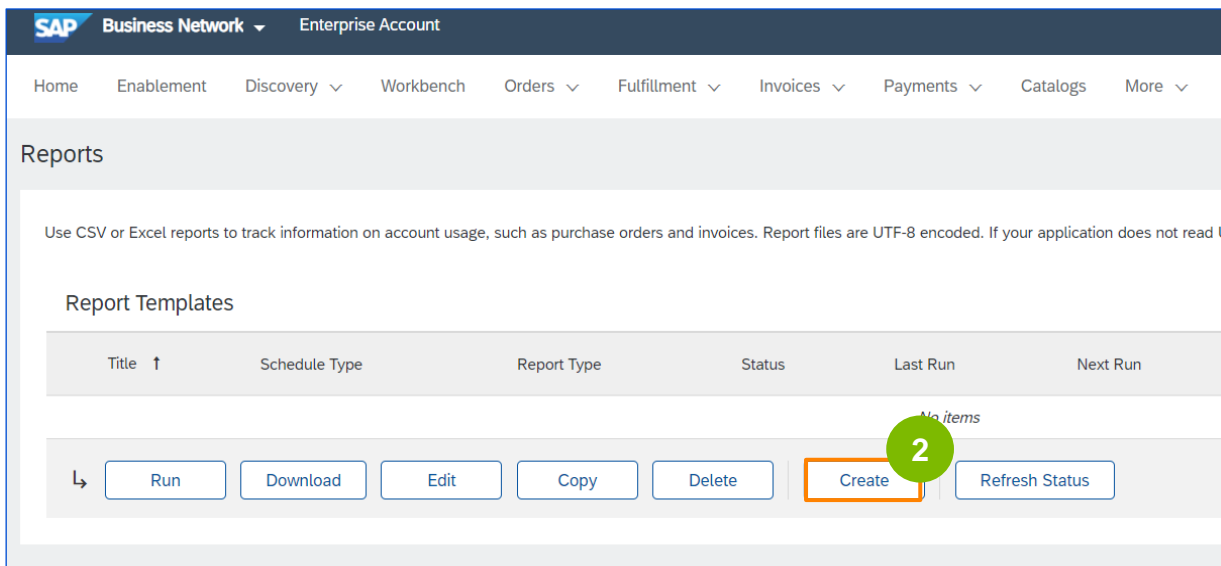 SAP Business Network Enterprise Account
Home Enablement Discovery Workbench Orders Fulfillment Invoices Payments Catalogs More
Reports
Use CSV or Excel reports to track information on account usage, such as purchase orders and invoices. Report files are UTF-8 encoded. If your application does not read U
Report Templates
Title ↑ Schedule Type Report Type Status Last Run Next Run
No items
2
Run Download Edit Copy Delete Create Refresh Status